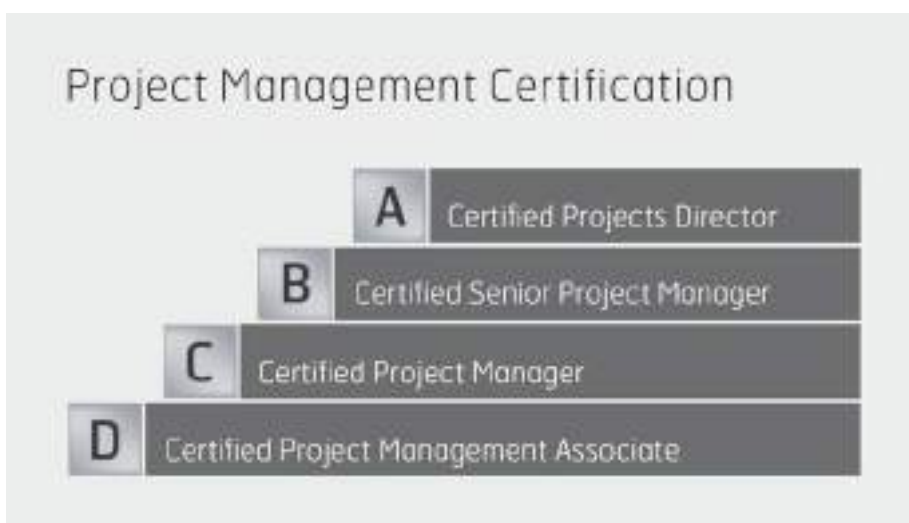 Project Management Certification
A Certified Projects Director
B Certified Senior Project Manager
C Certified Project Manager
D Certified Project Management Associate